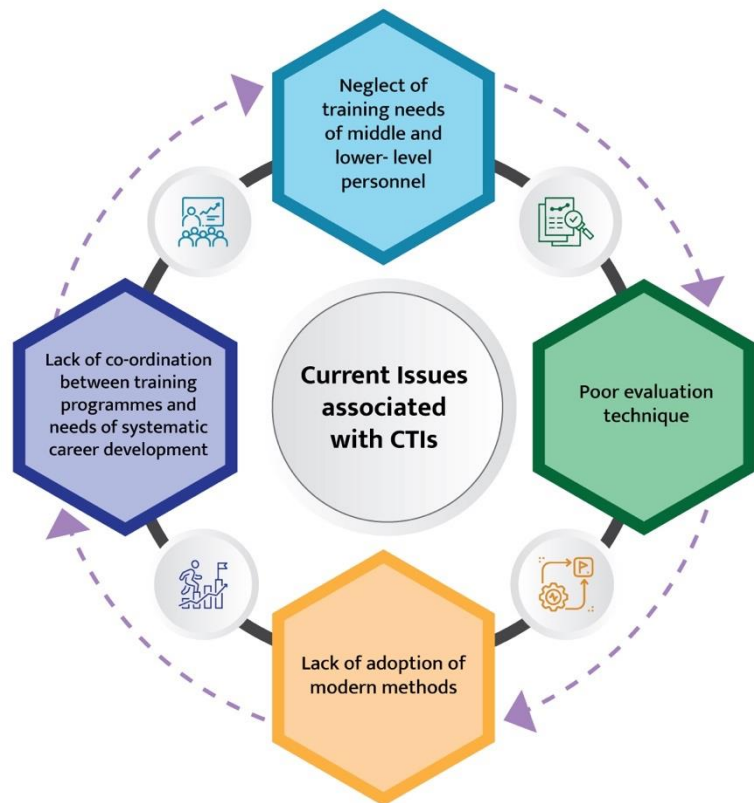 Neglect of
training needs
of middle and
lower- level
personnel
Lack of co-ordination
between training
programmes and
needs of systematic
career development
Current Issues
associated
with CTIs
Poor evaluation
technique
Lack of adoption of
modern methods